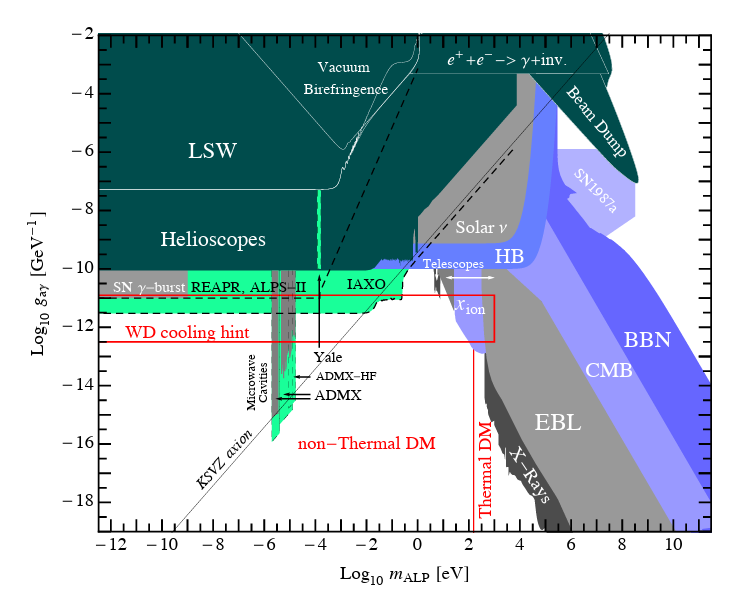 −2
−4
−6
−8
−10
−12
−14
−16
−18
Log₁₀ gₐᵧ [GeV⁻¹]
Vacuum
Birefringence
e⁺+e⁻−> γ+inv.
LSW
Beam Dump
SN1987a
Helioscopes
Solar ν
HB
Telescopes
SN γ−burst
REAPR, ALPS−II
IAXO
WD cooling hint
xᵢₒₙ
Yale
Microwave
Cavities
ADMX−HF
ADMX
BBN
CMB
EBL
X−Rays
KSVZ axion
non−Thermal DM
Thermal DM
−12 −10 −8 −6 −4 −2 0 2 4 6 8 10
Log₁₀ m_ALP [eV]